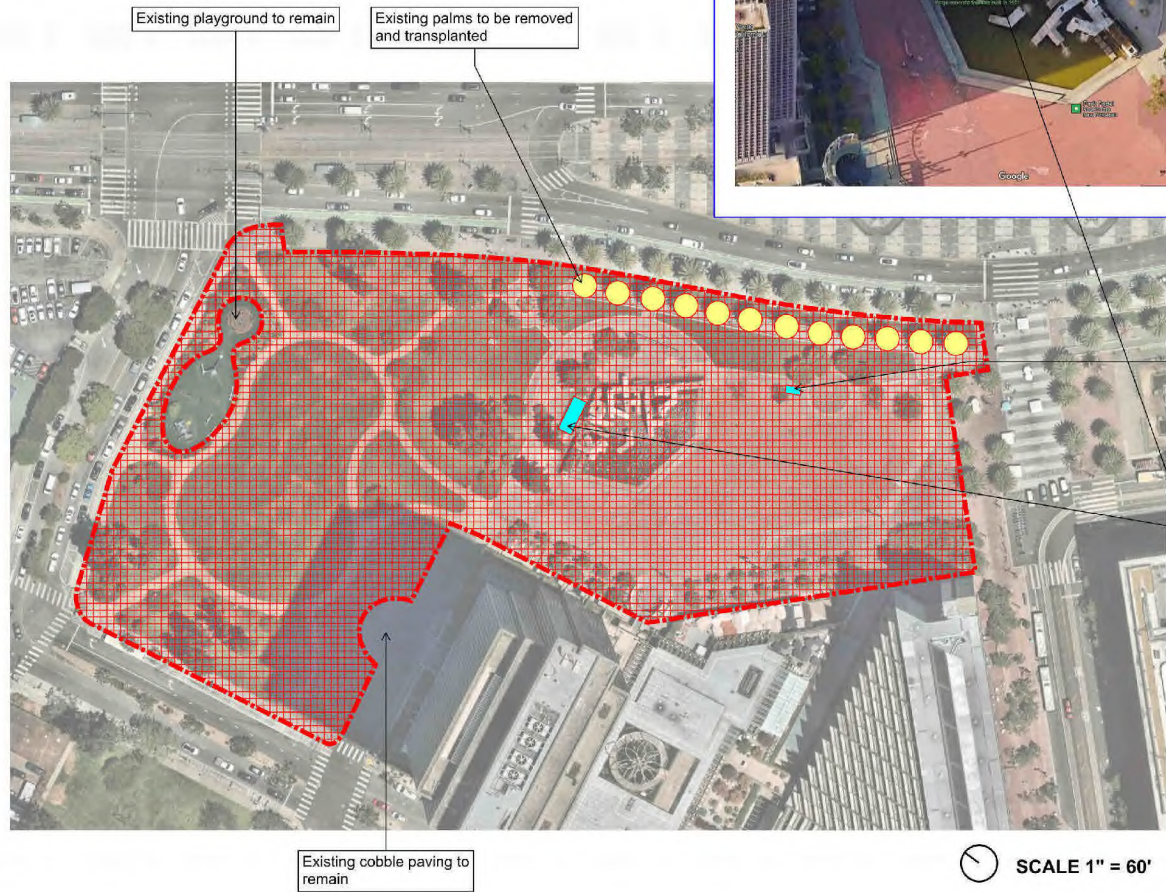 Existing playground to remain
Existing palms to be removed
and transplanted
Google
Existing cobble paving to
remain
SCALE 1" = 60'